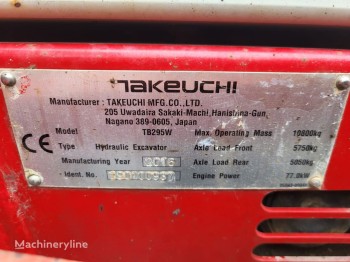 TAKEUCHI
Manufacturer : TAKEUCHI MFG.CO.,LTD.
205 Uwadaira Sakaki-Machi, Hanishina-Gun,
Nagano 389-0605, Japan
Model TB295W Max. Operating Mass 10800kg
CE Type Hydraulic Excavator Axle Load Front 5750kg
Manufacturing Year 2015 Axle Load Rear 5050kg
Ident. No. Engine Power 77.0kW
Machineryline